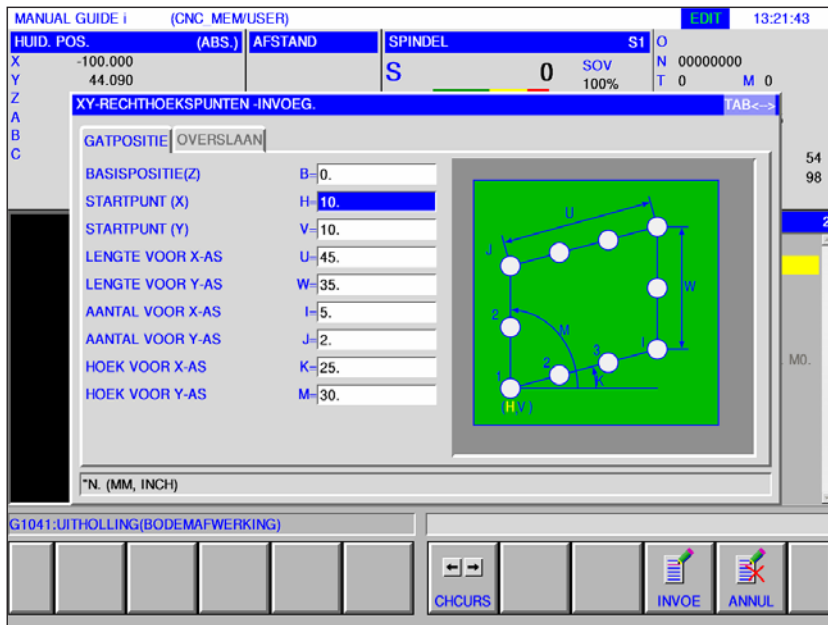 MANUAL GUIDE i (CNC_MEM/USER) EDIT 13:21:43
HUID. POS. (ABS.) AFSTAND SPINDEL S1 O
X -100.000 S 0 SOV N 00000000
Y 44.090 100% T 0 M 0
Z
A
B
C
54
98
XY-RECHTHOEKSPUNTEN -INVOEG. TAB<-->
GATPOSITIE OVERSLAAN
BASISPOSITIE(Z) B=0.
STARTPUNT (X) H=10.
STARTPUNT (Y) V=10.
LENGTE VOOR X-AS U=45.
LENGTE VOOR Y-AS W=35.
AANTAL VOOR X-AS I=5.
AANTAL VOOR Y-AS J=2.
HOEK VOOR X-AS K=25.
HOEK VOOR Y-AS M=30.
U
J
W
2
M
1 2 3 I
K
(H,V)
2
M0.
"N. (MM, INCH)
G1041:UITHOLLING(BODEMAFWERKING)
CHCURS INVOE ANNUL